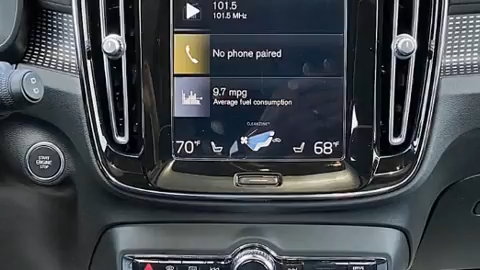 101.5
101.5 MHz
No phone paired
9.7 mpg
Average fuel consumption
CLEANZONE
70°F
68°F
START
ENGINE
STOP